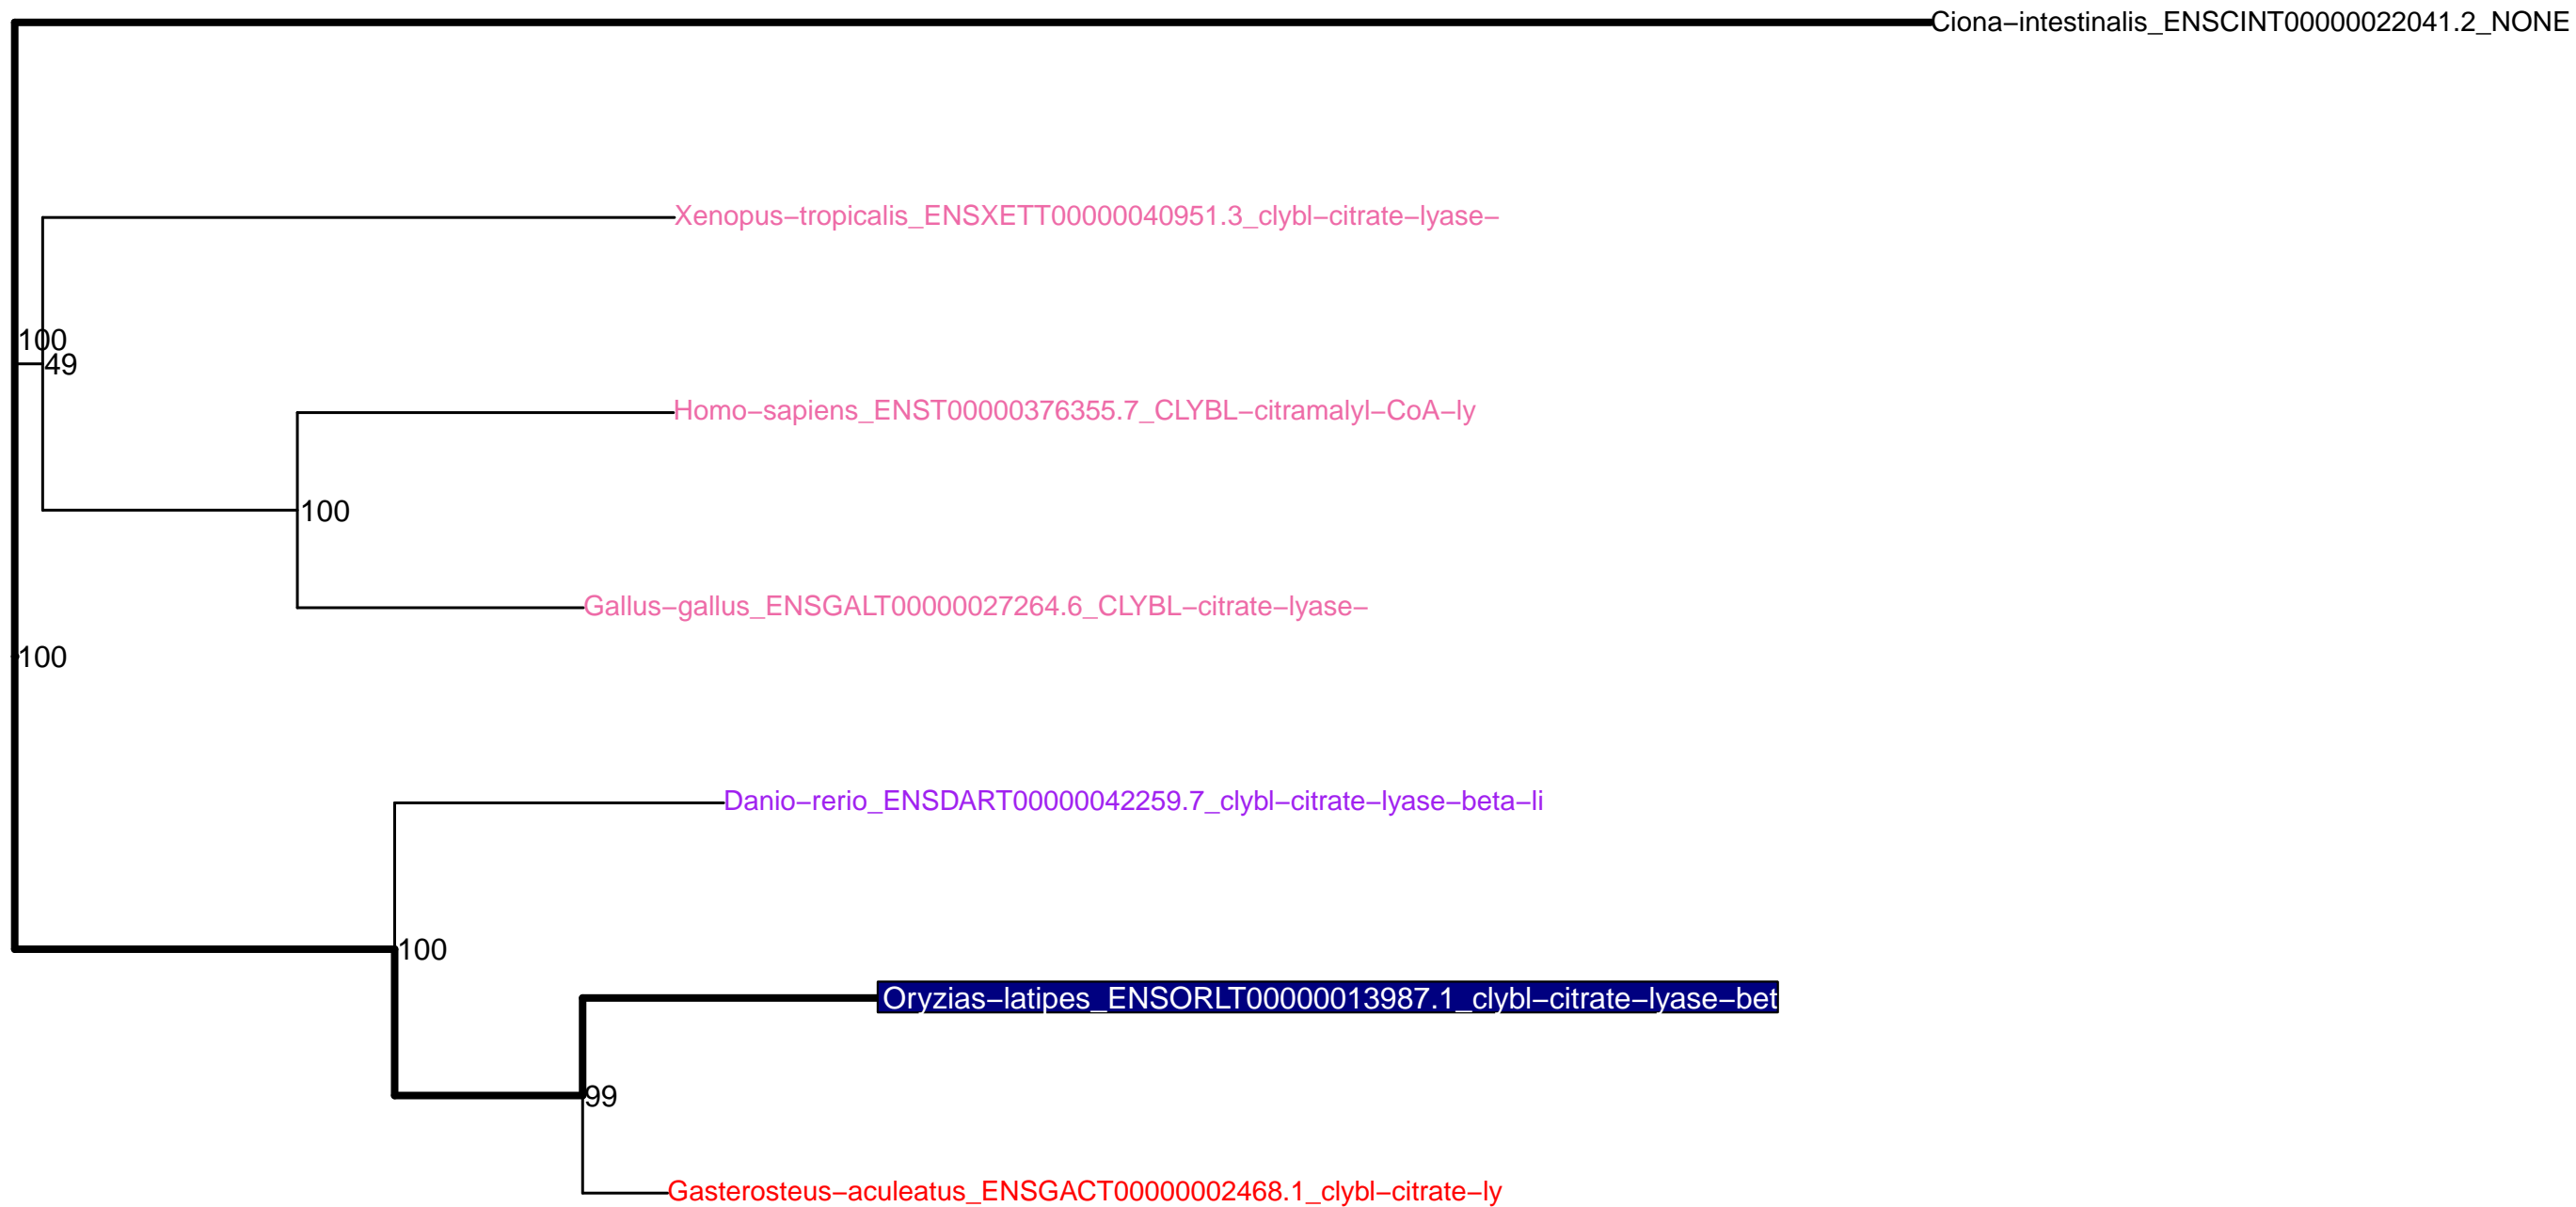 Ciona−intestinalis_ENSCINT00000022041.2_NONE
Xenopus−tropicalis_ENSXETT00000040951.3_clybl−citrate−lyase−
100
49
Homo−sapiens_ENST00000376355.7_CLYBL−citramalyl−CoA−ly
100
Gallus−gallus_ENSGALT00000027264.6_CLYBL−citrate−lyase−
100
Danio−rerio_ENSDART00000042259.7_clybl−citrate−lyase−beta−li
100
Oryzias−latipes_ENSORLT00000013987.1_clybl−citrate−lyase−bet
99
Gasterosteus−aculeatus_ENSGACT00000002468.1_clybl−citrate−ly